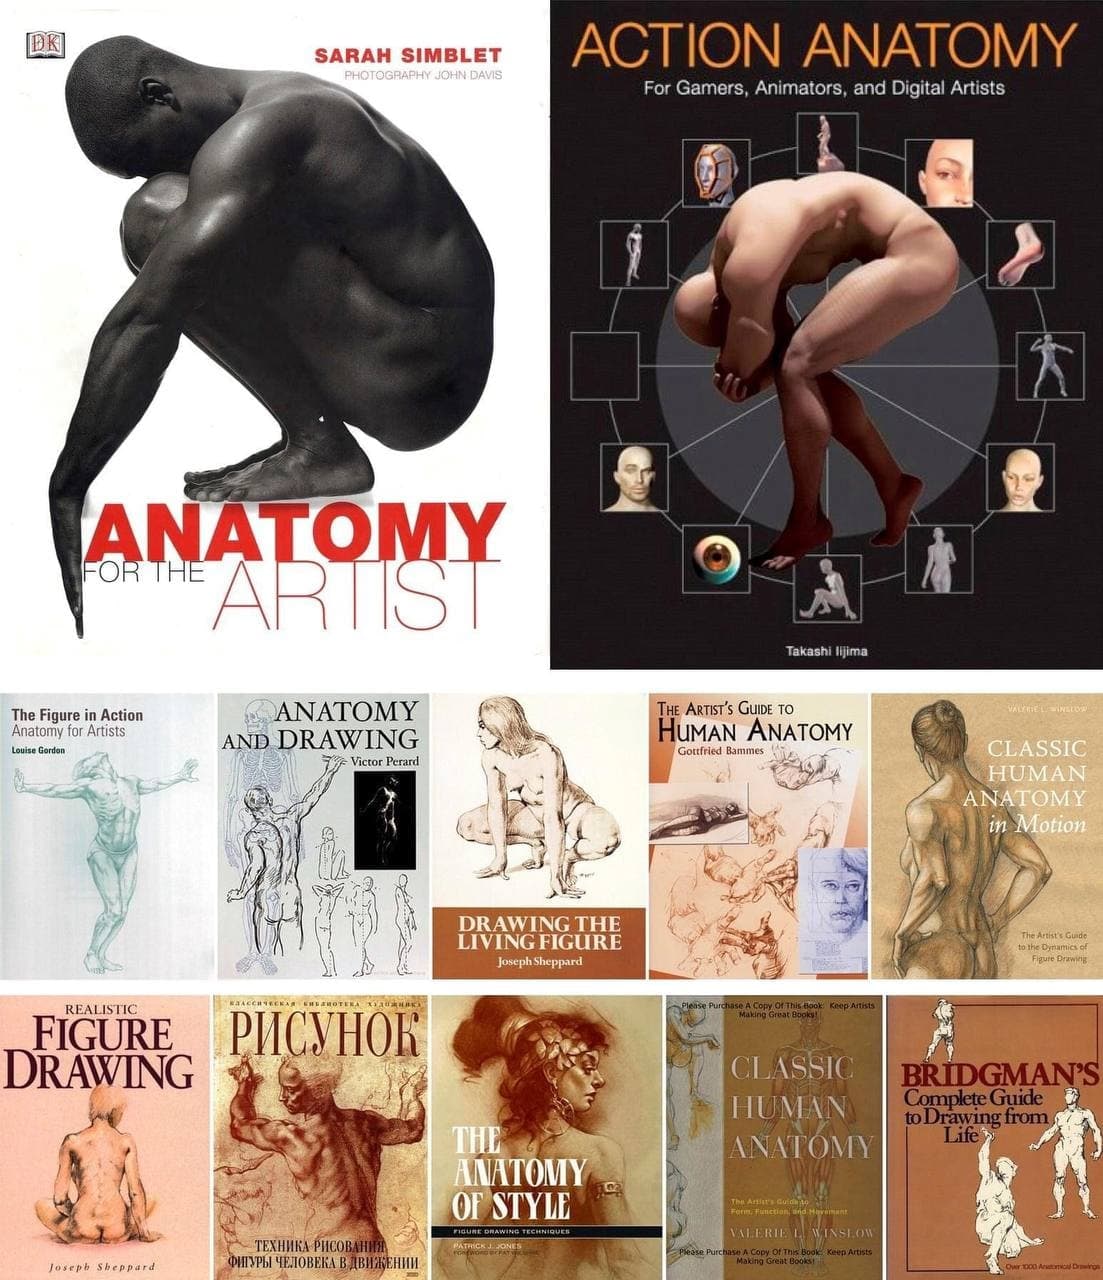 DK
SARAH SIMBLET
PHOTOGRAPHY JOHN DAVIS
ANATOMY
FOR THE ARTIST
ACTION ANATOMY
For Gamers, Animators, and Digital Artists
Takashi Iijima
The Figure in Action
Anatomy for Artists
Louise Gordon
ANATOMY
AND DRAWING
Victor Perard
DRAWING THE
LIVING FIGURE
Joseph Sheppard
THE ARTIST'S GUIDE TO
HUMAN ANATOMY
Gottfried Bammes
VALERIE L. WINSLOW
CLASSIC
HUMAN
ANATOMY
in Motion
The Artist's Guide
to the Dynamics of
Figure Drawing
REALISTIC
FIGURE
DRAWING
Joseph Sheppard
КЛАССИЧЕСКАЯ БИБЛИОТЕКА ХУДОЖНИКА
РИСУНОК
ТЕХНИКА РИСОВАНИЯ
ФИГУРЫ ЧЕЛОВЕКА В ДВИЖЕНИИ
THE
ANATOMY
OF STYLE
FIGURE DRAWING TECHNIQUES
PATRICK J. JONES
Please Purchase A Copy Of This Book: Keep Artists
Making Great Books!
CLASSIC
HUMAN
ANATOMY
The Artist's Guide to
Form, Function, and Movement
VALERIE L. WINSLOW
Please Purchase A Copy Of This Book: Keep Artists
Making Great Books!
BRIDGMAN'S
Complete Guide
to Drawing from
Life
Over 1000 Anatomical Drawings